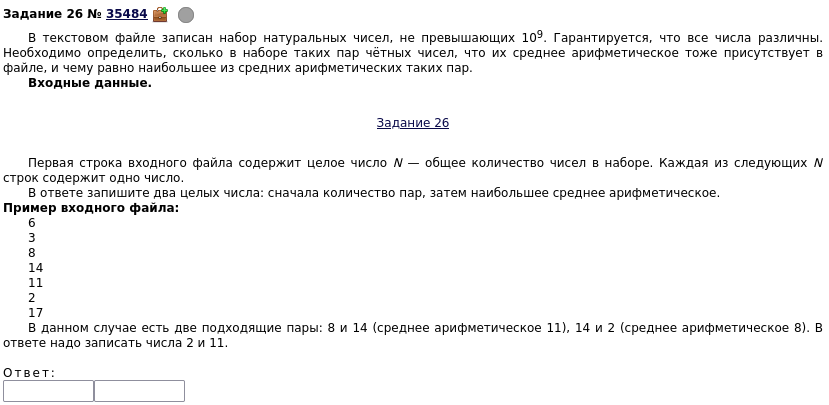 Задание 26 № 35484
В текстовом файле записан набор натуральных чисел, не превышающих 10⁹. Гарантируется, что все числа различны.
Необходимо определить, сколько в наборе таких пар чётных чисел, что их среднее арифметическое тоже присутствует в
файле, и чему равно наибольшее из средних арифметических таких пар.
Входные данные.
Задание 26
Первая строка входного файла содержит целое число N — общее количество чисел в наборе. Каждая из следующих N
строк содержит одно число.
В ответе запишите два целых числа: сначала количество пар, затем наибольшее среднее арифметическое.
Пример входного файла:
6
3
8
14
11
2
17
В данном случае есть две подходящие пары: 8 и 14 (среднее арифметическое 11), 14 и 2 (среднее арифметическое 8). В
ответе надо записать числа 2 и 11.
Ответ: